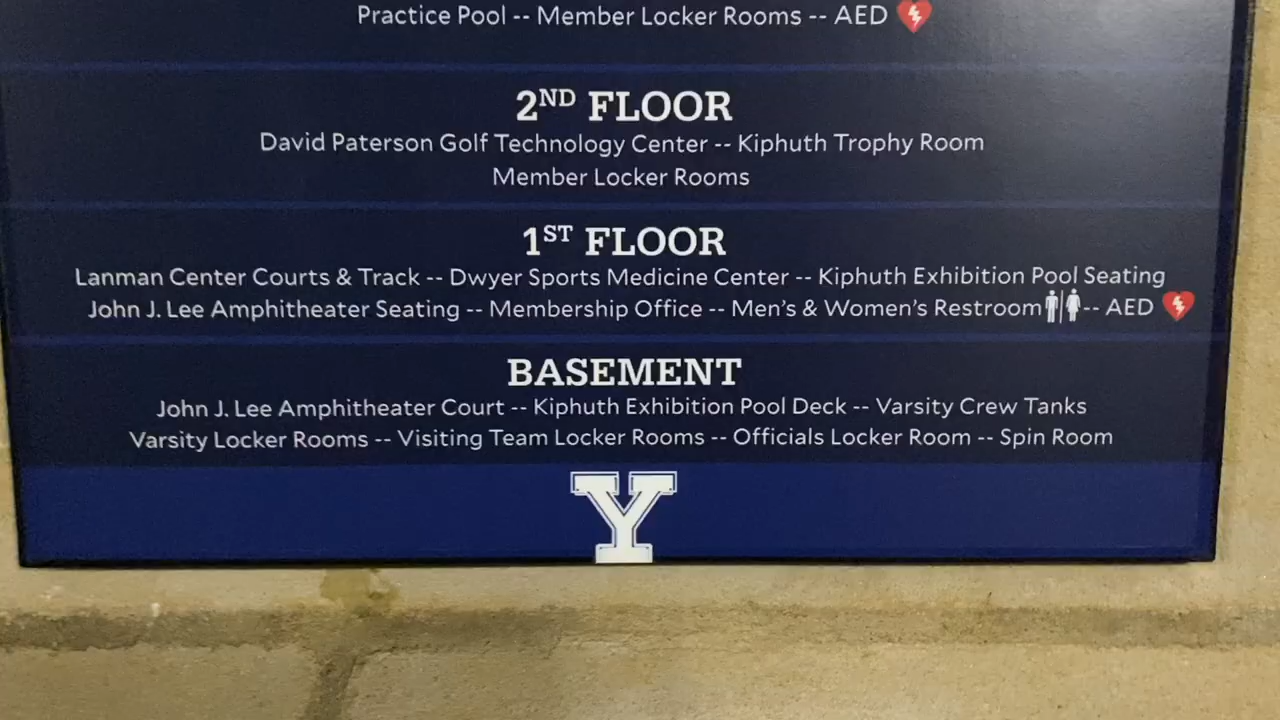 Practice Pool -- Member Locker Rooms -- AED
2ND FLOOR
David Paterson Golf Technology Center -- Kiphuth Trophy Room
Member Locker Rooms
1ST FLOOR
Lanman Center Courts & Track -- Dwyer Sports Medicine Center -- Kiphuth Exhibition Pool Seating
John J. Lee Amphitheater Seating -- Membership Office -- Men's & Women's Restroom -- AED
BASEMENT
John J. Lee Amphitheater Court -- Kiphuth Exhibition Pool Deck -- Varsity Crew Tanks
Varsity Locker Rooms -- Visiting Team Locker Rooms -- Officials Locker Room -- Spin Room
Y